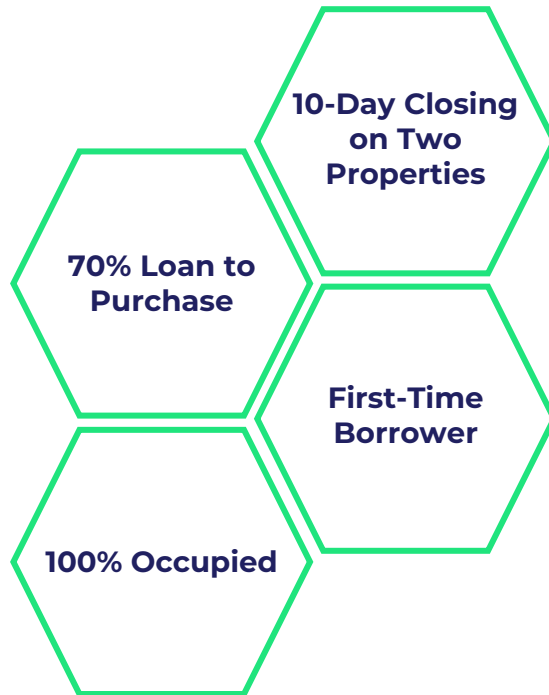 10-Day Closing
on Two
Properties
70% Loan to
Purchase
First-Time
Borrower
100% Occupied